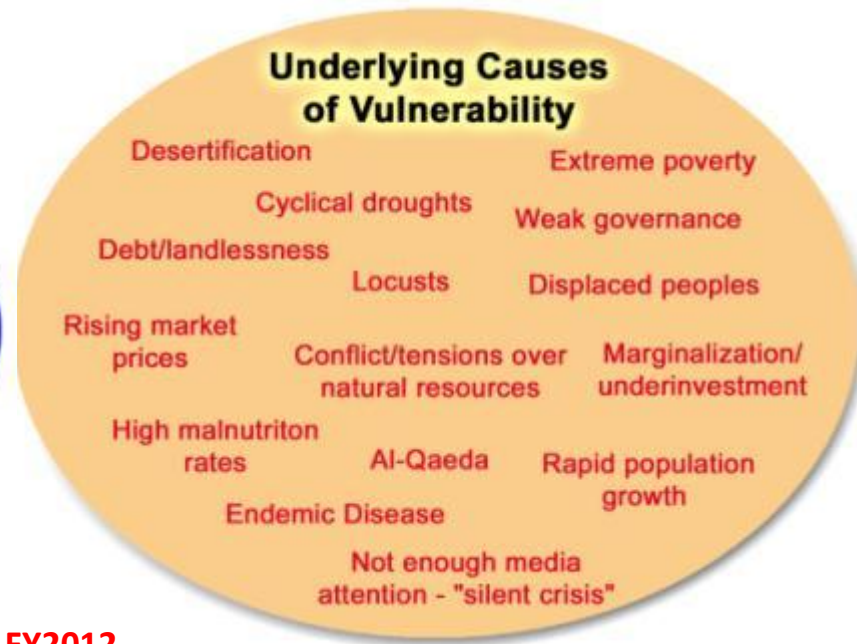 Underlying Causes
of Vulnerability
Desertification
Extreme poverty
Cyclical droughts
Weak governance
Debt/landlessness
Locusts
Displaced peoples
Rising market
prices
Conflict/tensions over
natural resources
Marginalization/
underinvestment
High malnutriton
rates
Al-Qaeda
Rapid population
growth
Endemic Disease
Not enough media
attention - "silent crisis"
FY2012